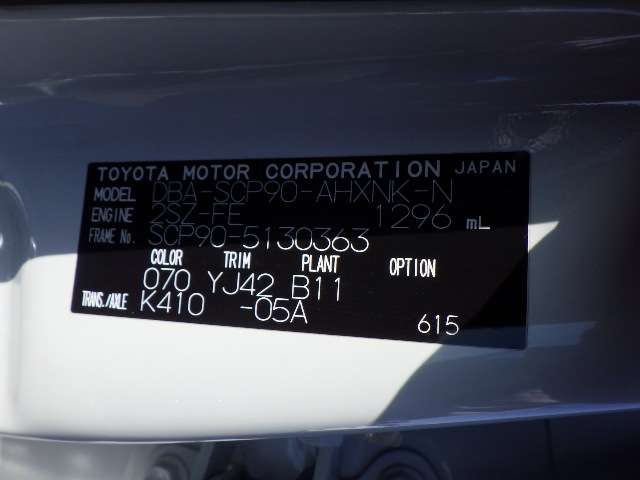 TOYOTA MOTOR CORPORATION JAPAN
MODEL DBA-SCP90-AHXNK-N
ENGINE 2SZ-FE 1296 mL
FRAME No. SCP90-5130363
COLOR TRIM PLANT OPTION
070 YJ42 B11
TRANS./AXLE K410 -05A
615